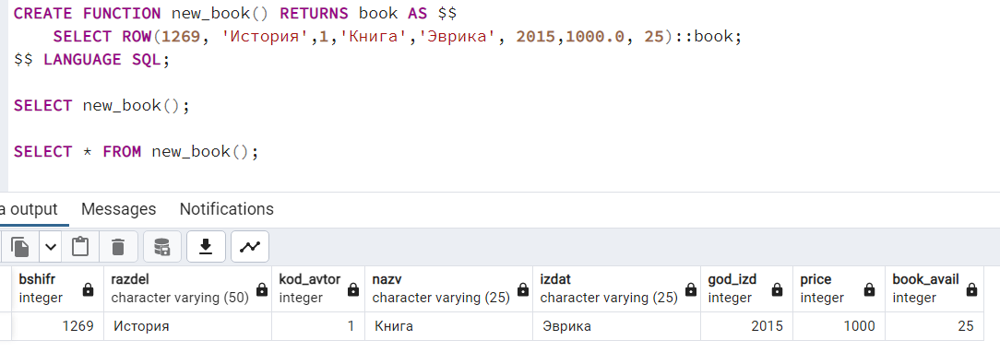 CREATE FUNCTION new_book() RETURNS book AS $$
SELECT ROW(1269, 'История',1,'Книга','Эврика', 2015,1000.0, 25)::book;
$$ LANGUAGE SQL;
SELECT new_book();
SELECT * FROM new_book();
a output Messages Notifications
bshifr razdel kod_avtor nazv izdat god_izd price book_avail
integer character varying (50) integer character varying (25) character varying (25) integer integer integer
1269 История 1 Книга Эврика 2015 1000 25